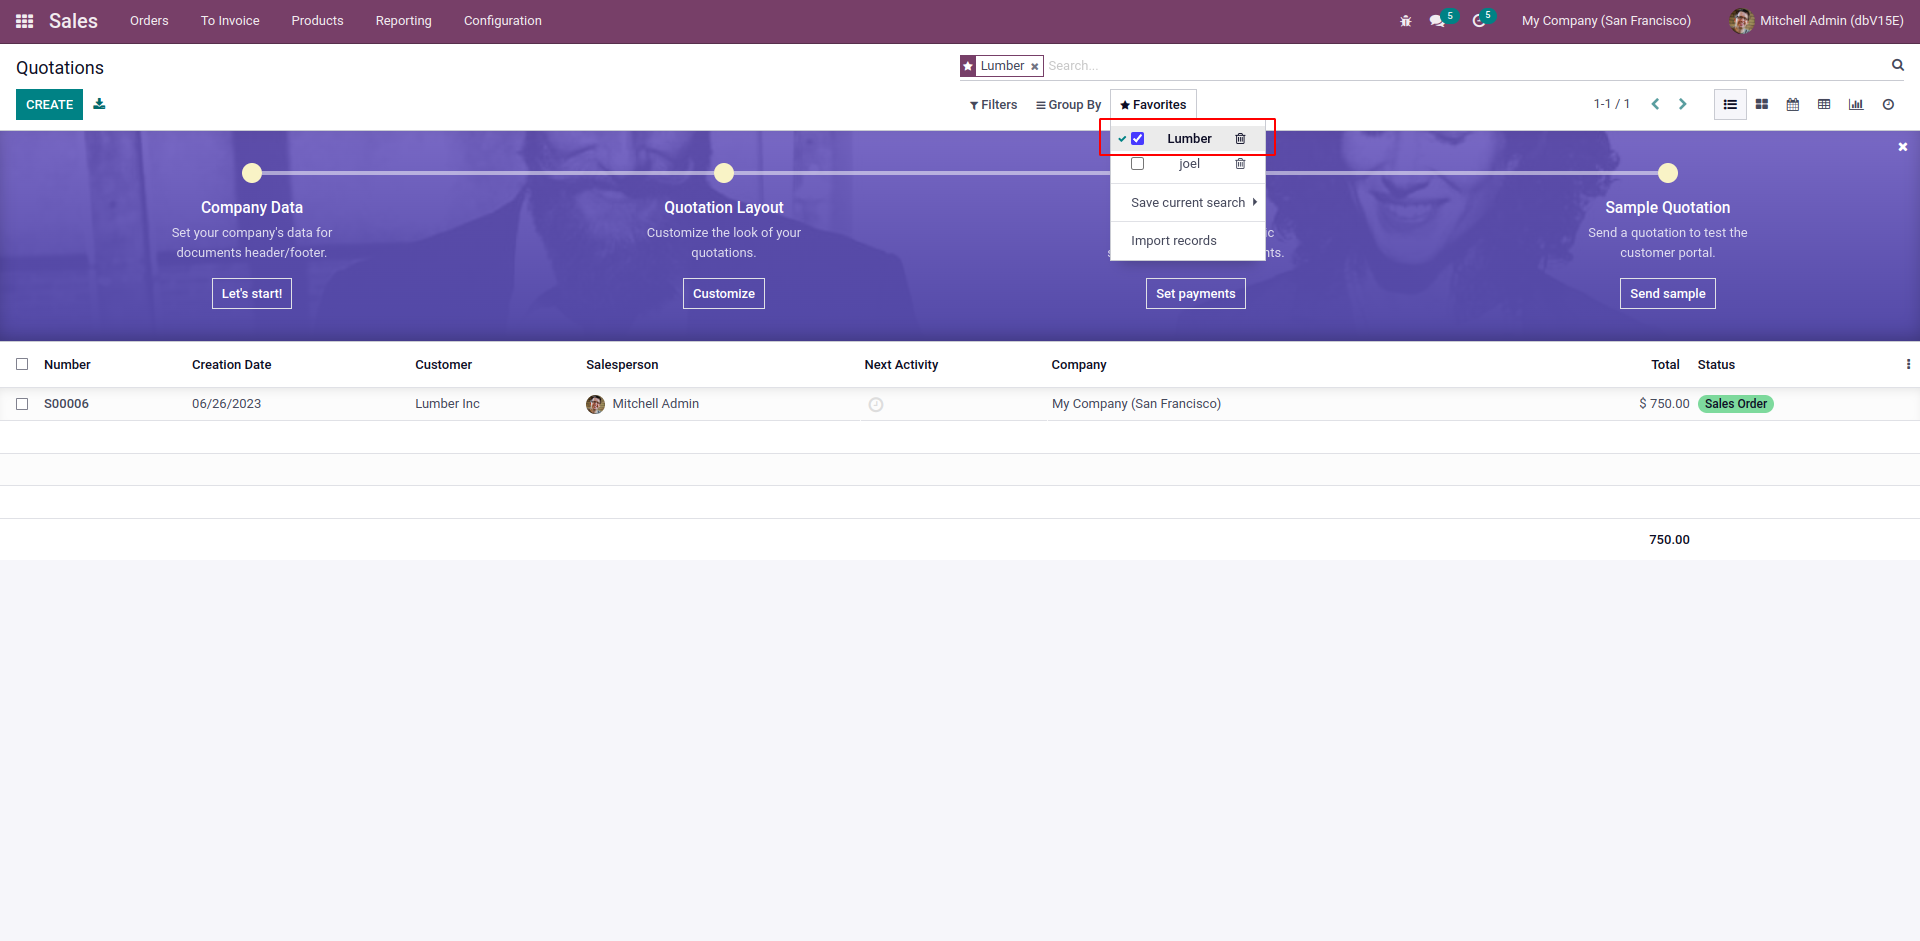 Sales Orders To Invoice Products Reporting Configuration 5 5 My Company (San Francisco) Mitchell Admin (dbV15E)
Quotations Lumber Search...
CREATE Filters Group By Favorites 1-1 / 1
Lumber
joel
Save current search
Import records
Company Data
Set your company's data for
documents header/footer.
Let's start!
Quotation Layout
Customize the look of your
quotations.
Customize
Set payments
Sample Quotation
Send a quotation to test the
customer portal.
Send sample
Number Creation Date Customer Salesperson Next Activity Company Total Status
S00006 06/26/2023 Lumber Inc Mitchell Admin My Company (San Francisco) $ 750.00 Sales Order
750.00